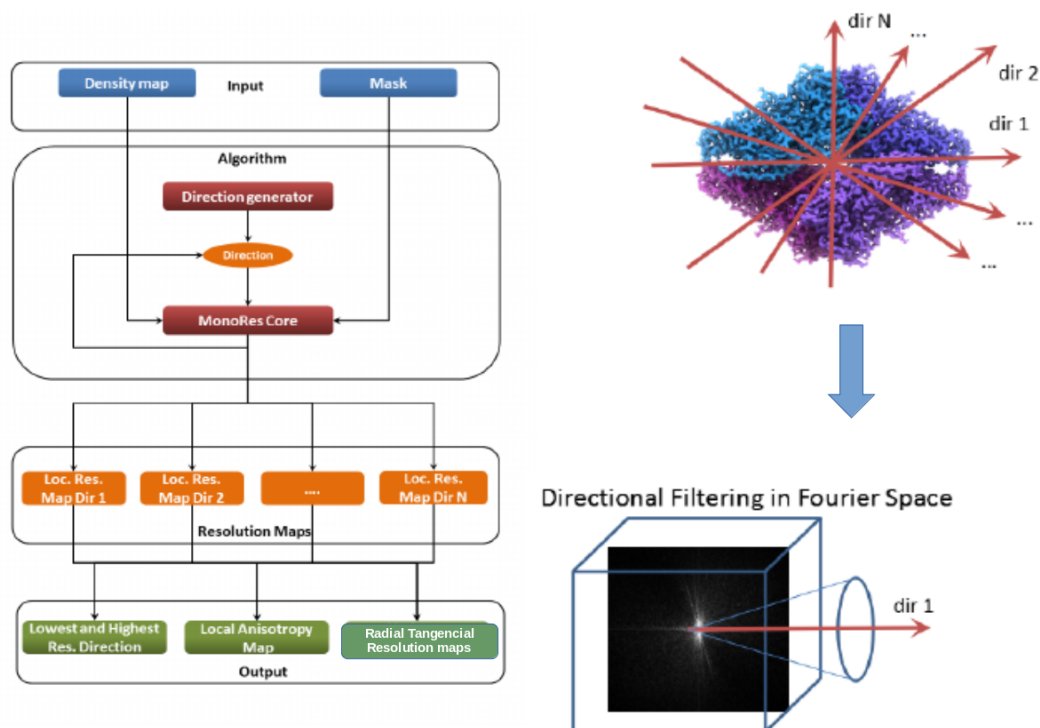 Density map
Input
Mask
Algorithm
Direction generator
Direction
MonoRes Core
Loc. Res.
Map Dir 1
Loc. Res.
Map Dir 2
....
Loc. Res.
Map Dir N
Resolution Maps
Lowest and Highest
Res. Direction
Local Anisotropy
Map
Radial Tangencial
Resolution maps
Output
dir N
...
dir 2
dir 1
...
...
Directional Filtering in Fourier Space
dir 1